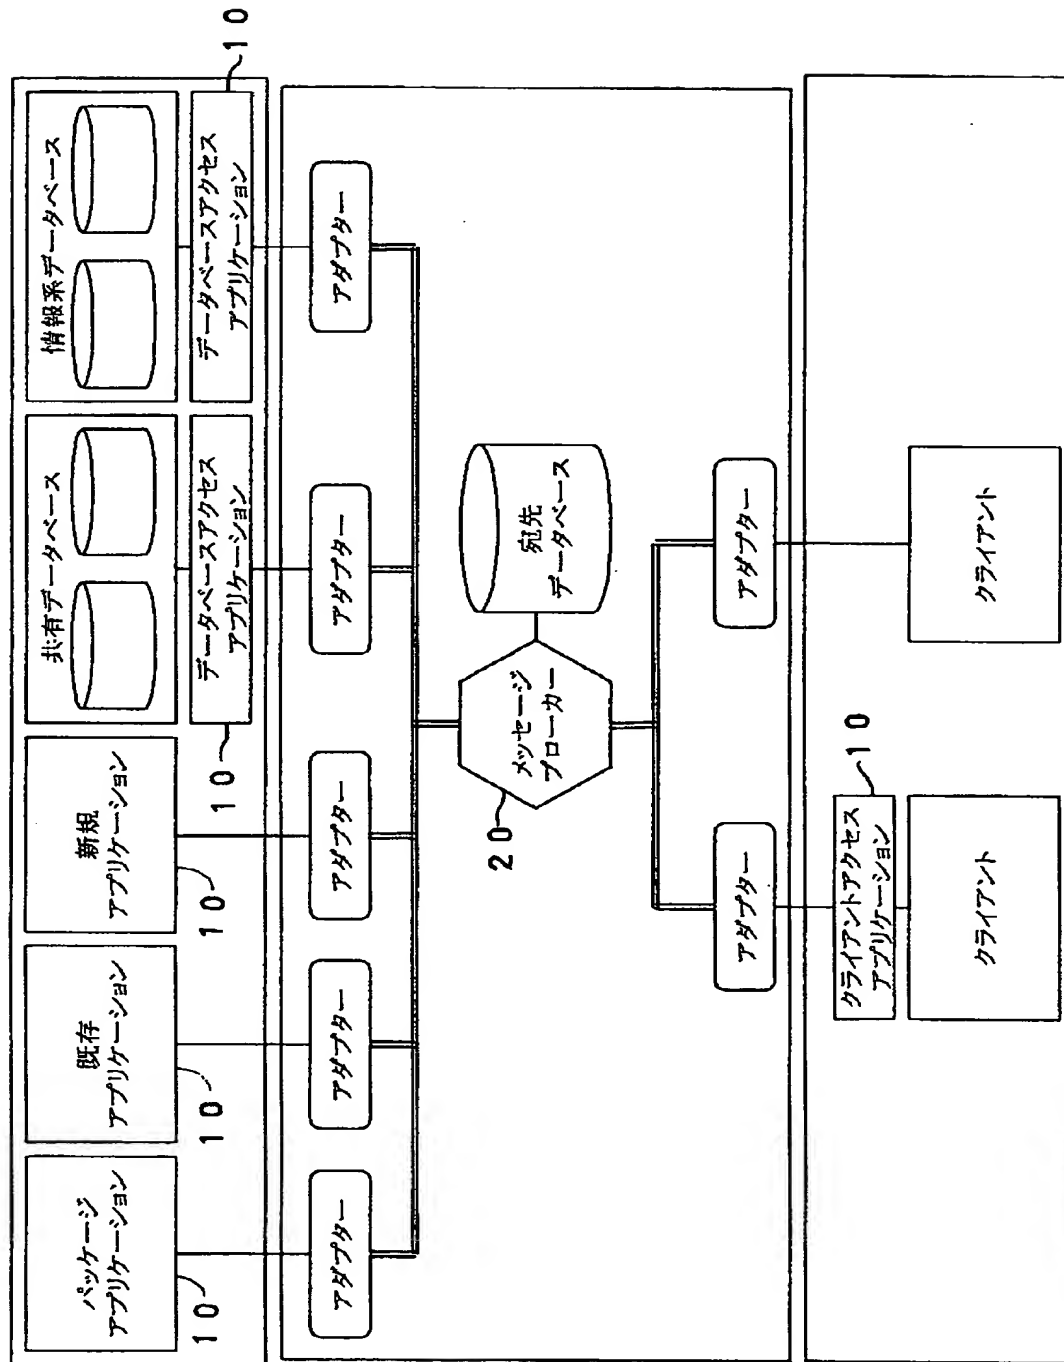 パッケージ
アプリケーション
10
既存
アプリケーション
10
新規
アプリケーション
10
共有データベース
データベースアクセス
アプリケーション
10
情報系データベース
データベースアクセス
アプリケーション
10
アダプター
アダプター
アダプター
アダプター
アダプター
メッセージ
ブローカー
20
宛先
データベース
アダプター
アダプター
クライアントアクセス
アプリケーション
10
クライアント
クライアント